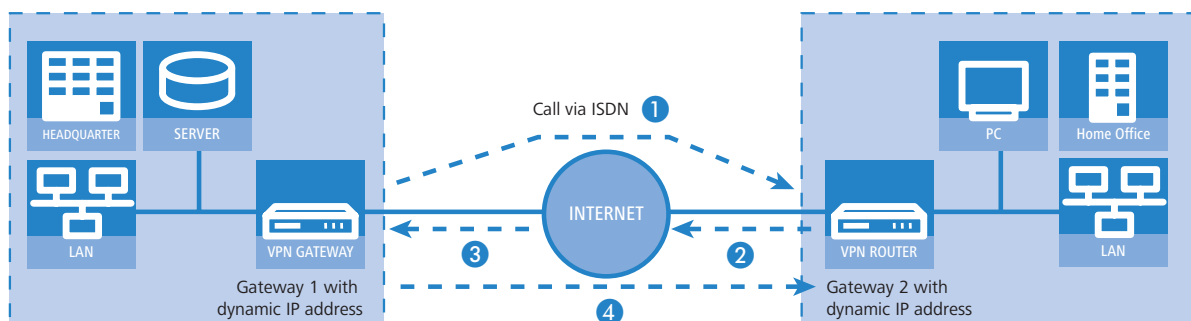 HEADQUARTER
SERVER
LAN
VPN GATEWAY
Gateway 1 with
dynamic IP address
Call via ISDN 1
INTERNET
3
2
4
PC
Home Office
VPN ROUTER
LAN
Gateway 2 with
dynamic IP address